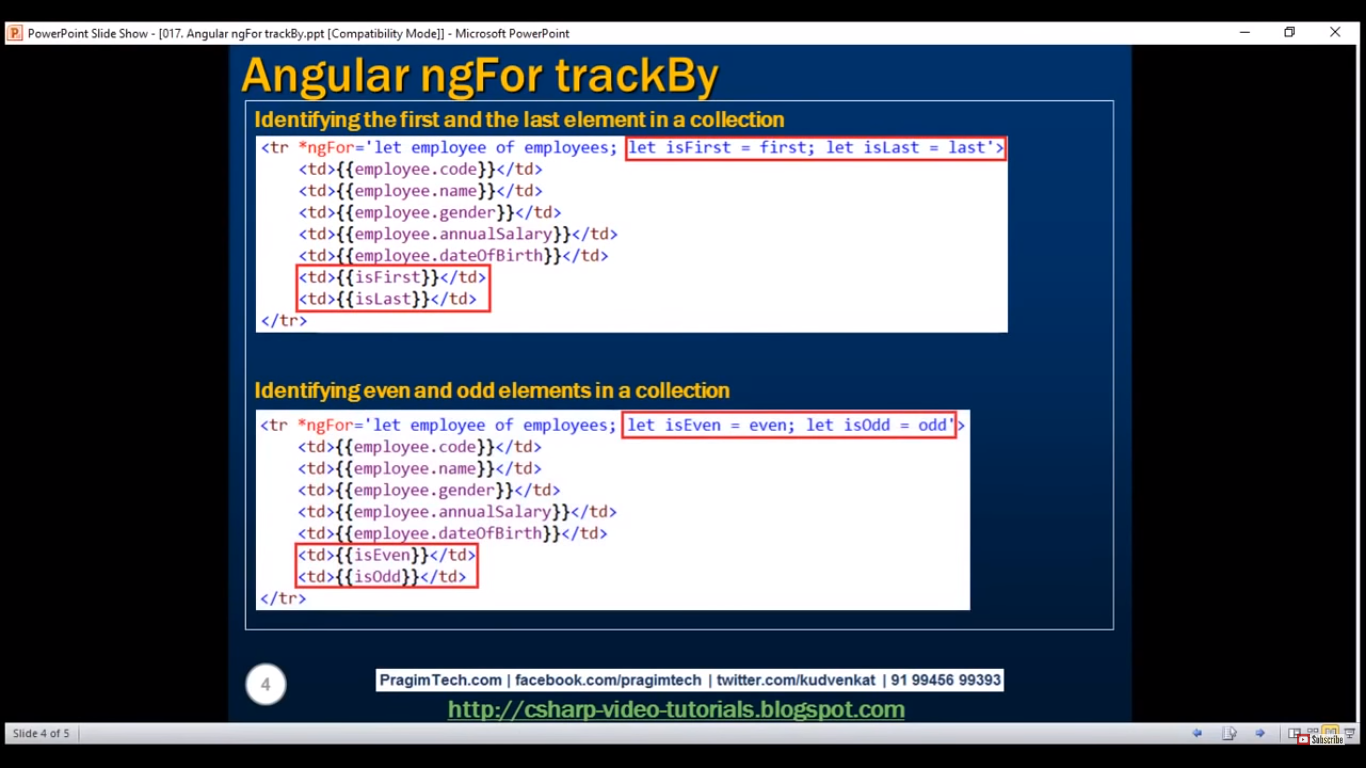 PowerPoint Slide Show - [017. Angular ngFor trackBy.ppt [Compatibility Mode]] - Microsoft PowerPoint
Angular ngFor trackBy
Identifying the first and the last element in a collection
<tr *ngFor='let employee of employees; let isFirst = first; let isLast = last'>
<td>{{employee.code}}</td>
<td>{{employee.name}}</td>
<td>{{employee.gender}}</td>
<td>{{employee.annualSalary}}</td>
<td>{{employee.dateOfBirth}}</td>
<td>{{isFirst}}</td>
<td>{{isLast}}</td>
</tr>
Identifying even and odd elements in a collection
<tr *ngFor='let employee of employees; let isEven = even; let isOdd = odd'>
<td>{{employee.code}}</td>
<td>{{employee.name}}</td>
<td>{{employee.gender}}</td>
<td>{{employee.annualSalary}}</td>
<td>{{employee.dateOfBirth}}</td>
<td>{{isEven}}</td>
<td>{{isOdd}}</td>
</tr>
4
PragimTech.com | facebook.com/pragimtech | twitter.com/kudvenkat | 91 99456 99393
http://csharp-video-tutorials.blogspot.com
Slide 4 of 5
Subscribe